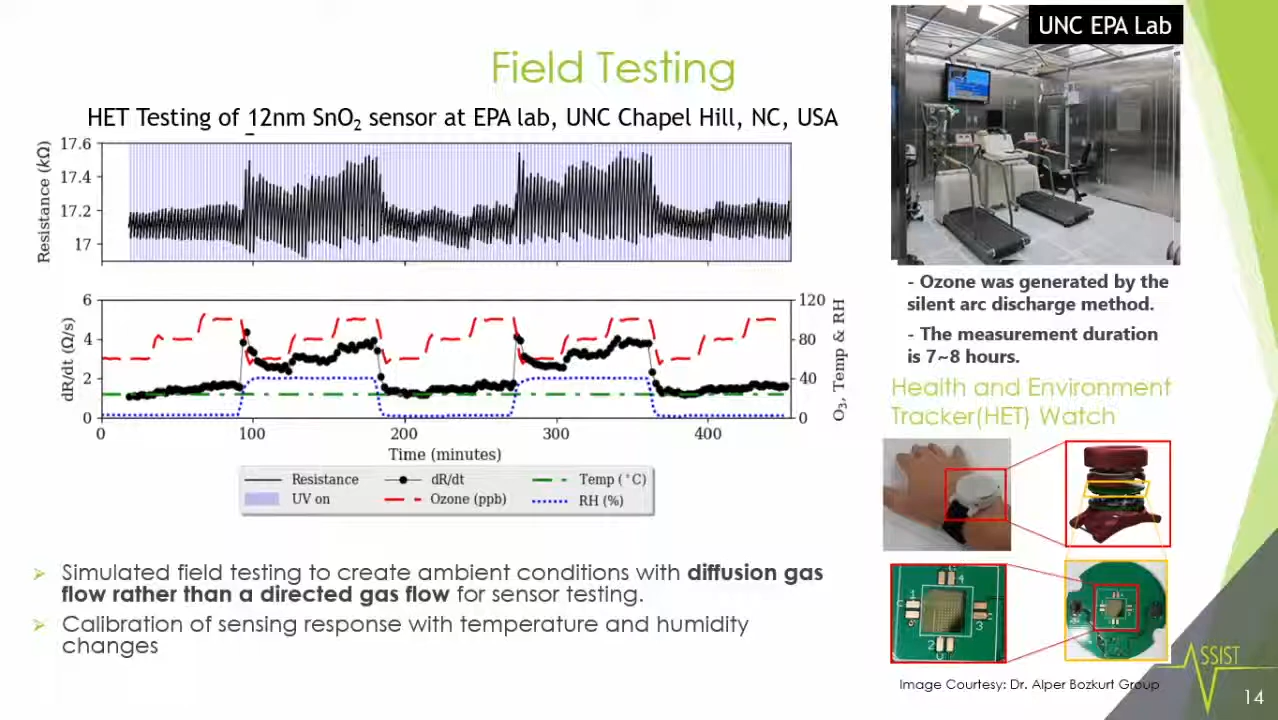 UNC EPA Lab
Field Testing
HET Testing of 12nm SnO₂ sensor at EPA lab, UNC Chapel Hill, NC, USA
Resistance (kΩ)
17.6
17.4
17.2
17
dR/dt (Ω/s)
6
4
2
0
120
80
40
0
O₃, Temp & RH
0 100 200 300 400
Time (minutes)
Resistance dR/dt Temp (°C)
UV on Ozone (ppb) RH (%)
- Ozone was generated by the
silent arc discharge method.
- The measurement duration
is 7~8 hours.
Health and Environment
Tracker(HET) Watch
4
3
2
Simulated field testing to create ambient conditions with diffusion gas
flow rather than a directed gas flow for sensor testing.
Calibration of sensing response with temperature and humidity
changes
Image Courtesy: Dr. Alper Bozkurt Group
ASSIST
14